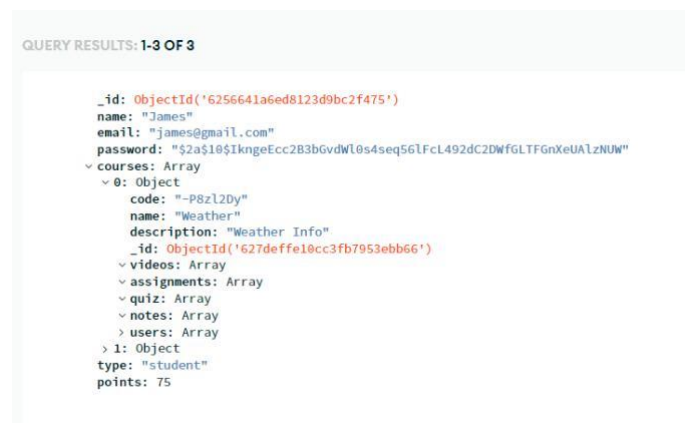 QUERY RESULTS: 1-3 OF 3
_id: ObjectId('6256641a6ed8123d9bc2f475')
name: "James"
email: "james@gmail.com"
password: "$2a$10$IkngeEcc2B3bGvdWl0s4seq56lFcL492dC2DWfGLTFGnXeUAlzNUW"
courses: Array
0: Object
code: "-P8zl2Dy"
name: "Weather"
description: "Weather Info"
_id: ObjectId('627deffe10cc3fb7953ebb66')
videos: Array
assignments: Array
quiz: Array
notes: Array
users: Array
1: Object
type: "student"
points: 75